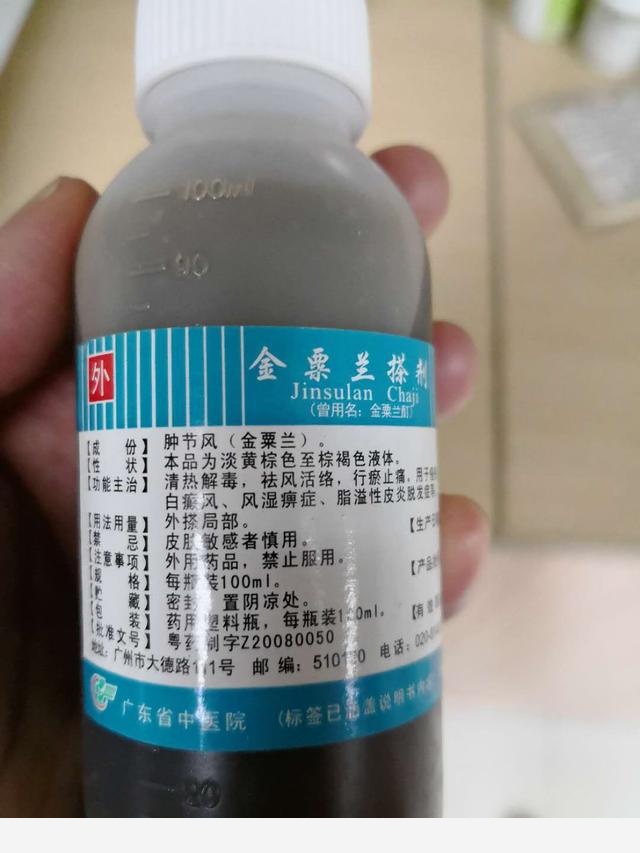 100ml
90
外
金粟兰搽剂
Jinsulan Chaji
(曾用名：金粟兰酊)
【成 份】 肿节风（金粟兰）。
【性 状】 本品为淡黄棕色至棕褐色液体。
【功能主治】 清热解毒，祛风活络，行瘀止痛。用于
白癜风、风湿痹症、脂溢性皮炎脱发症
【用法用量】 外搽局部。 【生产日
【禁 忌】 皮肤敏感者慎用。
【注意事项】 外用药品，禁止服用。 【产品
【规 格】 每瓶装100ml。
【贮 藏】 密封，置阴凉处。
【包 装】 药用塑料瓶，每瓶装100ml。 【有效
【批准文号】 粤药制字Z20080050
地址：广州市大德路111号 邮编：510120 电话：020-
广东省中医院 （标签已涵盖说明书内
20